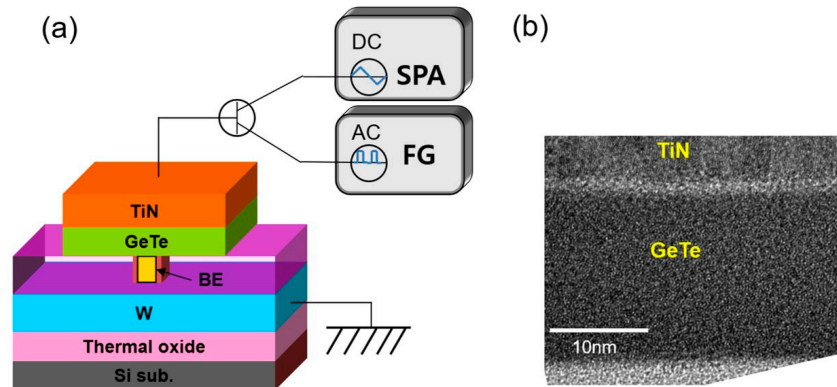 (a)
DC
SPA
AC
FG
TiN
GeTe
BE
W
Thermal oxide
Si sub.
(b)
TiN
GeTe
10nm